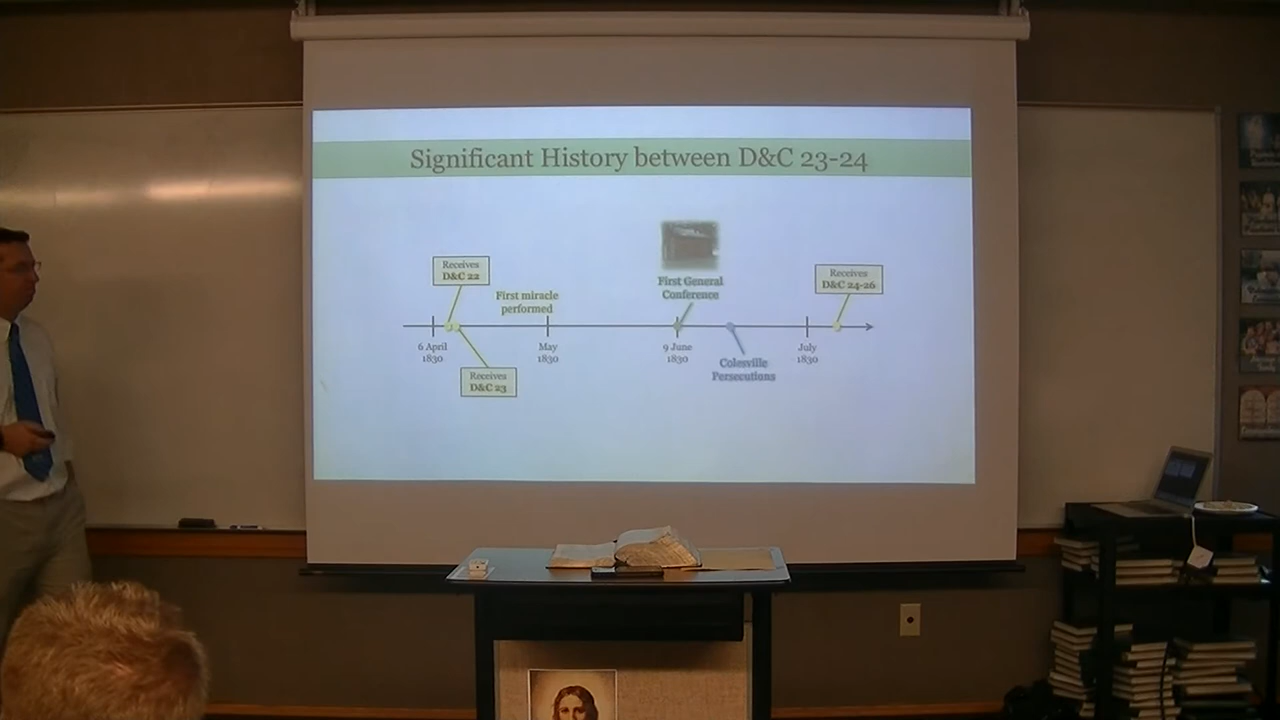 Significant History between D&C 23-24
Receives
D&C 22
First miracle
performed
First General
Conference
Receives
D&C 24-26
6 April
1830
May
1830
9 June
1830
July
1830
Receives
D&C 23
Colesville
Persecutions